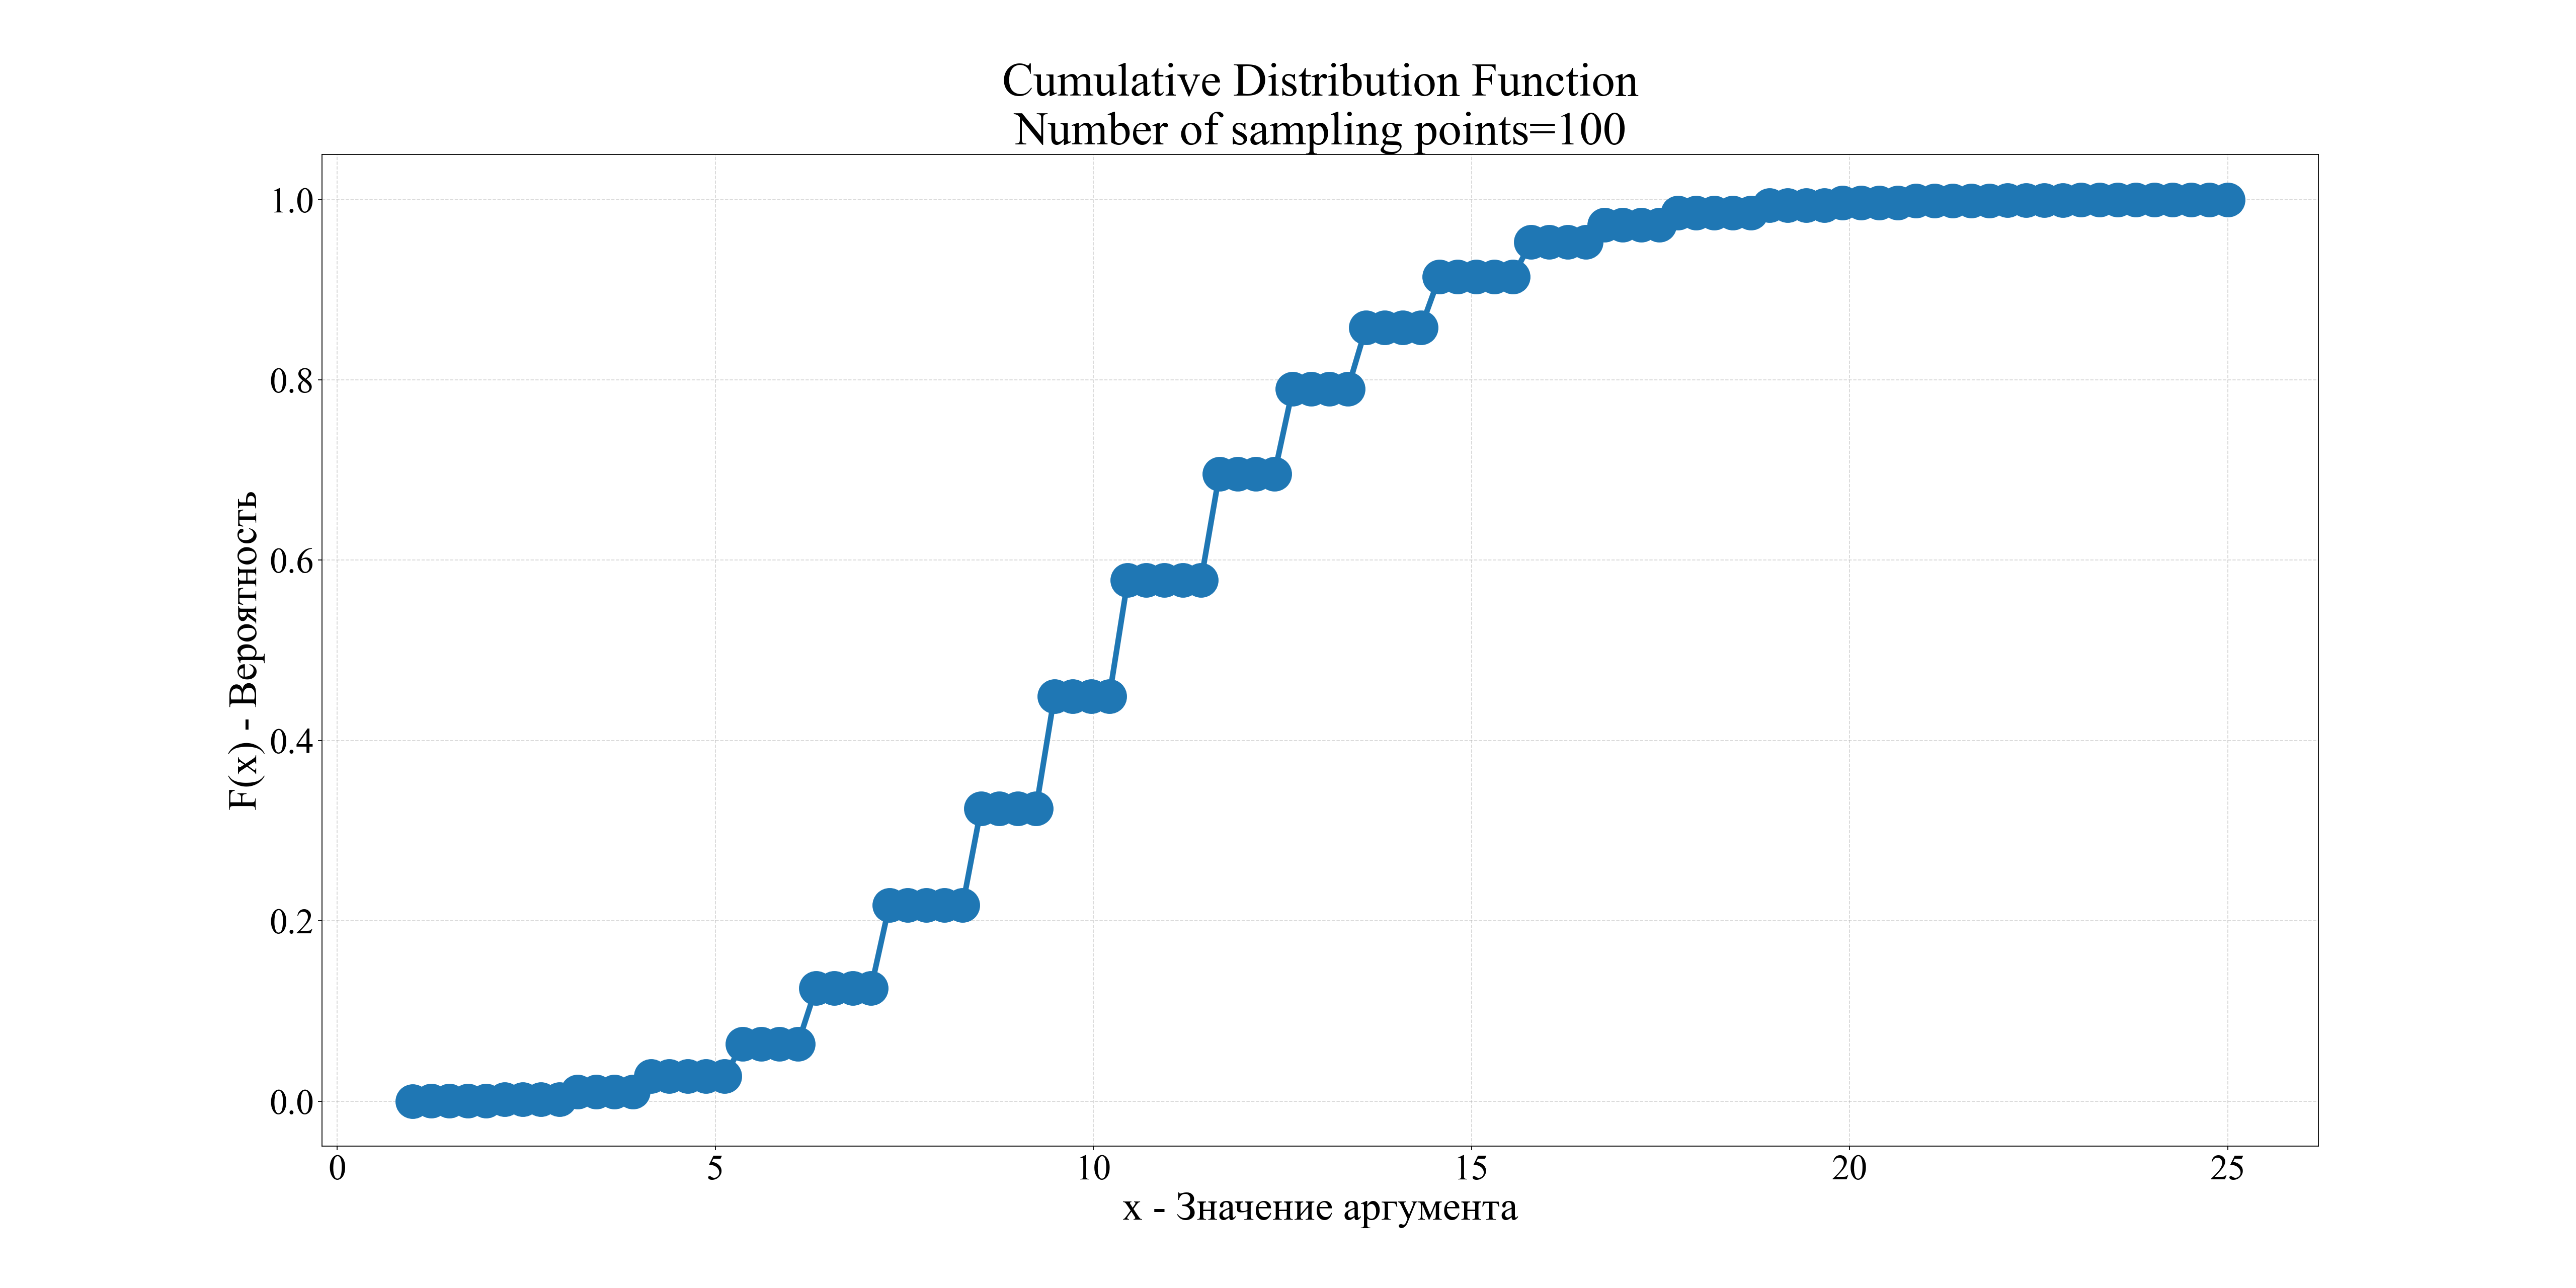 Cumulative Distribution Function
Number of sampling points=100
F(x) - Вероятность
1.0
0.8
0.6
0.4
0.2
0.0
0 5 10 15 20 25
x - Значение аргумента